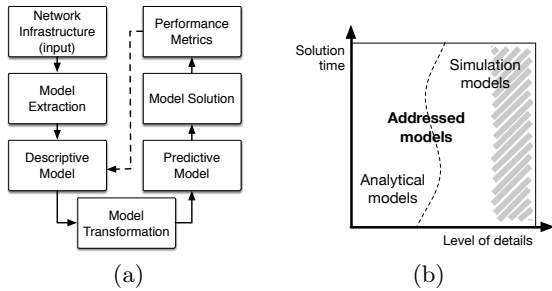 Network
Infrastructure
(input)
Model
Extraction
Descriptive
Model
Model
Transformation
Predictive
Model
Model Solution
Performance
Metrics
(a)
Solution
time
Simulation
models
Addressed
models
Analytical
models
Level of details
(b)